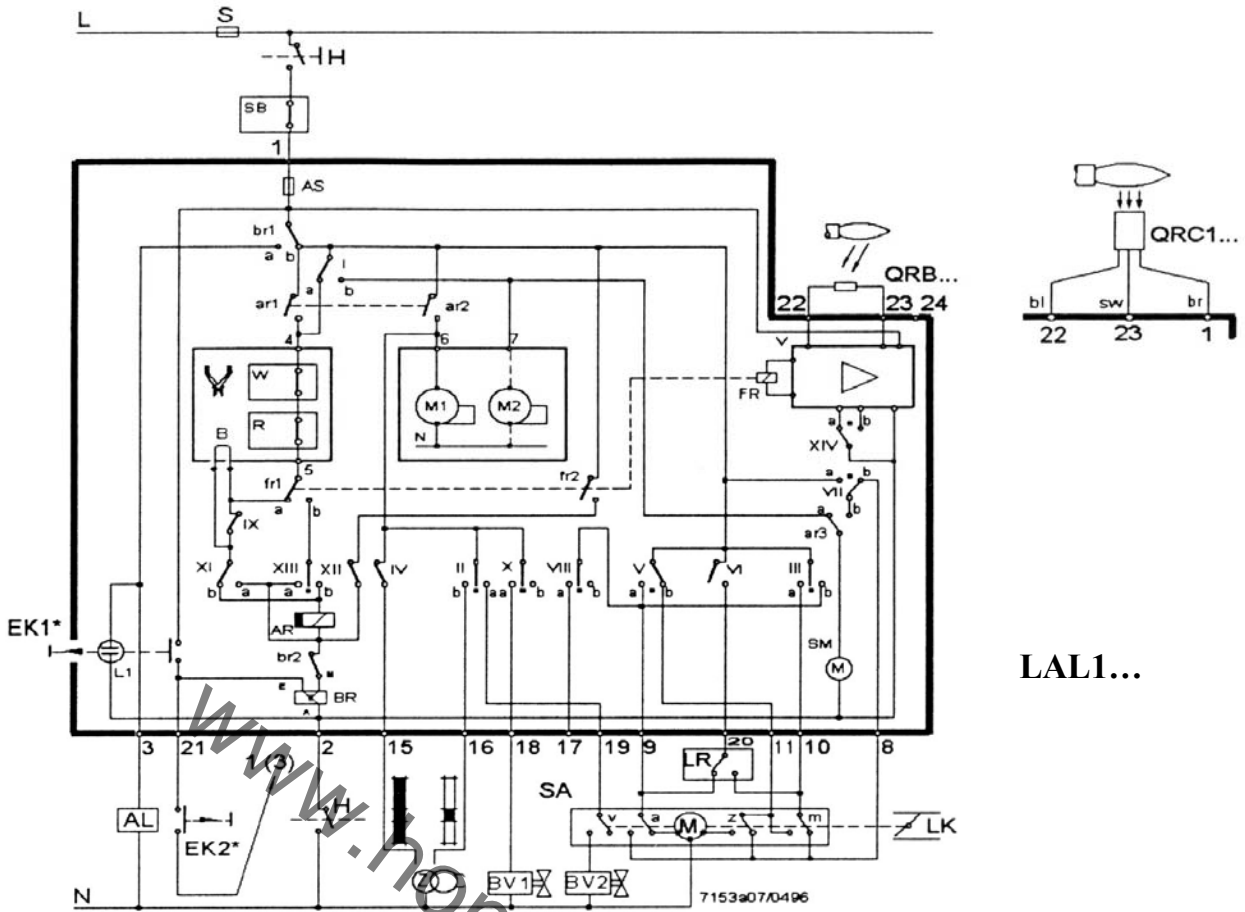 L S
H
SB
1
AS
br1
a b I
a b
ar1 ar2
QRB...
22 23 24
QRC1...
bl sw br
22 23 1
4 6 7
V
W
M1 M2
FR
R
N
B
5
a b
XIV
fr1 fr2
a b
VII
a b
a b
ar3
IX
XI XIII XII IV II X VIII V VI III
b a a b b a a b a b a b a b
AR
EK1*
L1
br2
SM
M
LAL1...
BR
A
3 21 2 15 16 18 17 19 9 20 11 10 8
1 (3)
LR
SA
AL
H
v a M z m
LK
EK2*
Z
BV1 BV2
7153a07/0496
N
www.hon